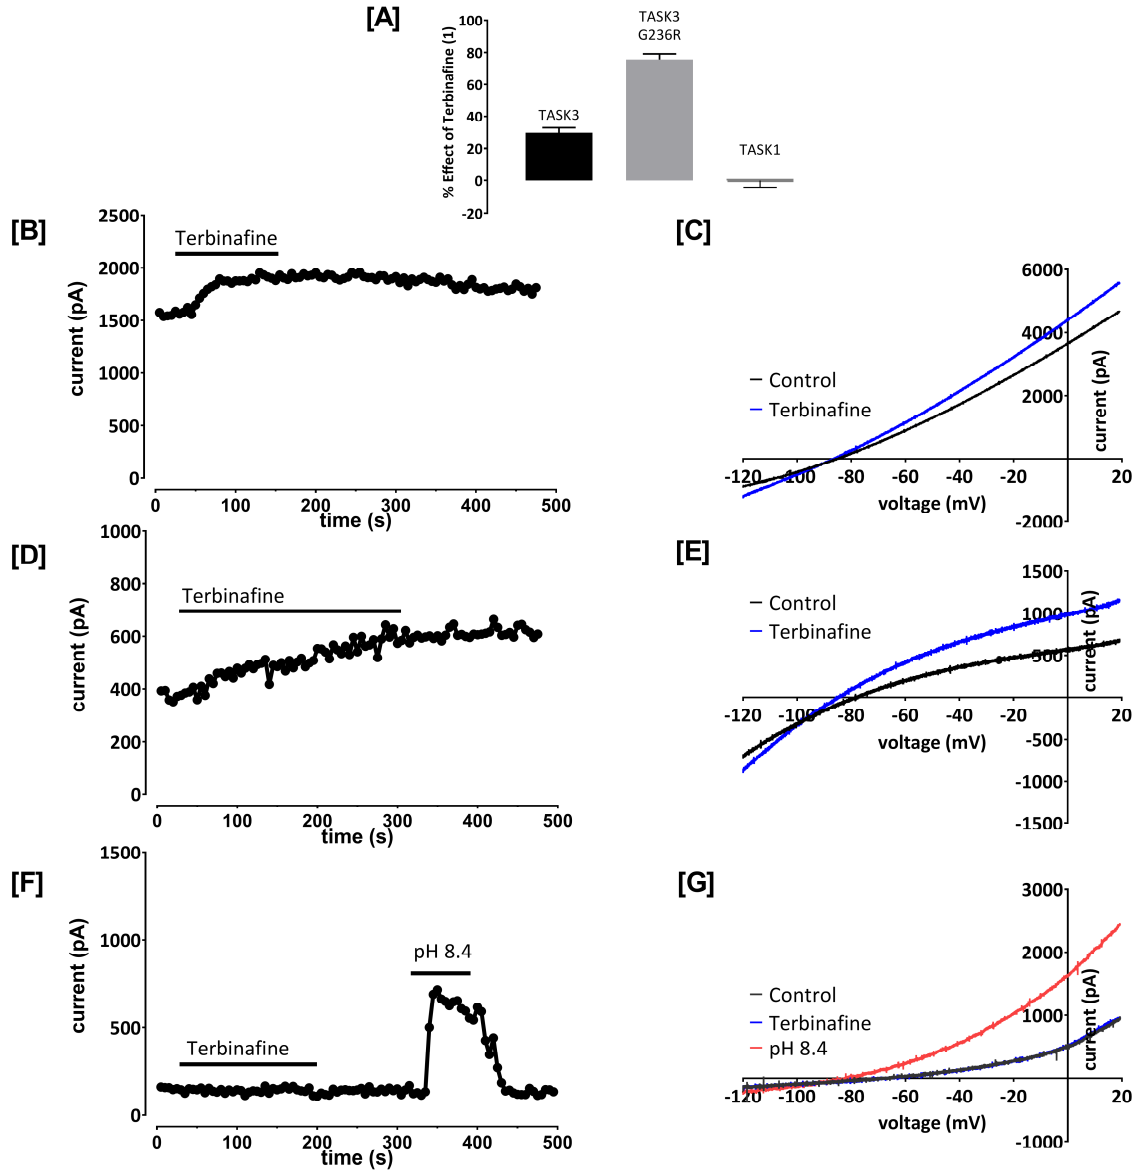 [A]
% Effect of Terbinafine (1)
100
80
60
40
20
0
-20
TASK3
TASK3
G236R
TASK1
[B]
current (pA)
2500
2000
1500
1000
500
0
Terbinafine
0 100 200 300 400 500
time (s)
[C]
6000
4000
2000
-2000
current (pA)
Control
Terbinafine
-120 -100 -80 -60 -40 -20 20
voltage (mV)
[D]
current (pA)
1000
800
600
400
200
0
Terbinafine
0 100 200 300 400 500
time (s)
[E]
1500
1000
500
-500
-1000
-1500
current (pA)
Control
Terbinafine
-120 -100 -80 -60 -40 -20 20
voltage (mV)
[F]
current (pA)
1500
1000
500
0
Terbinafine
pH 8.4
0 100 200 300 400 500
time (s)
[G]
3000
2000
1000
-1000
current (pA)
Control
Terbinafine
pH 8.4
-120 -100 -80 -60 -40 -20 20
voltage (mV)